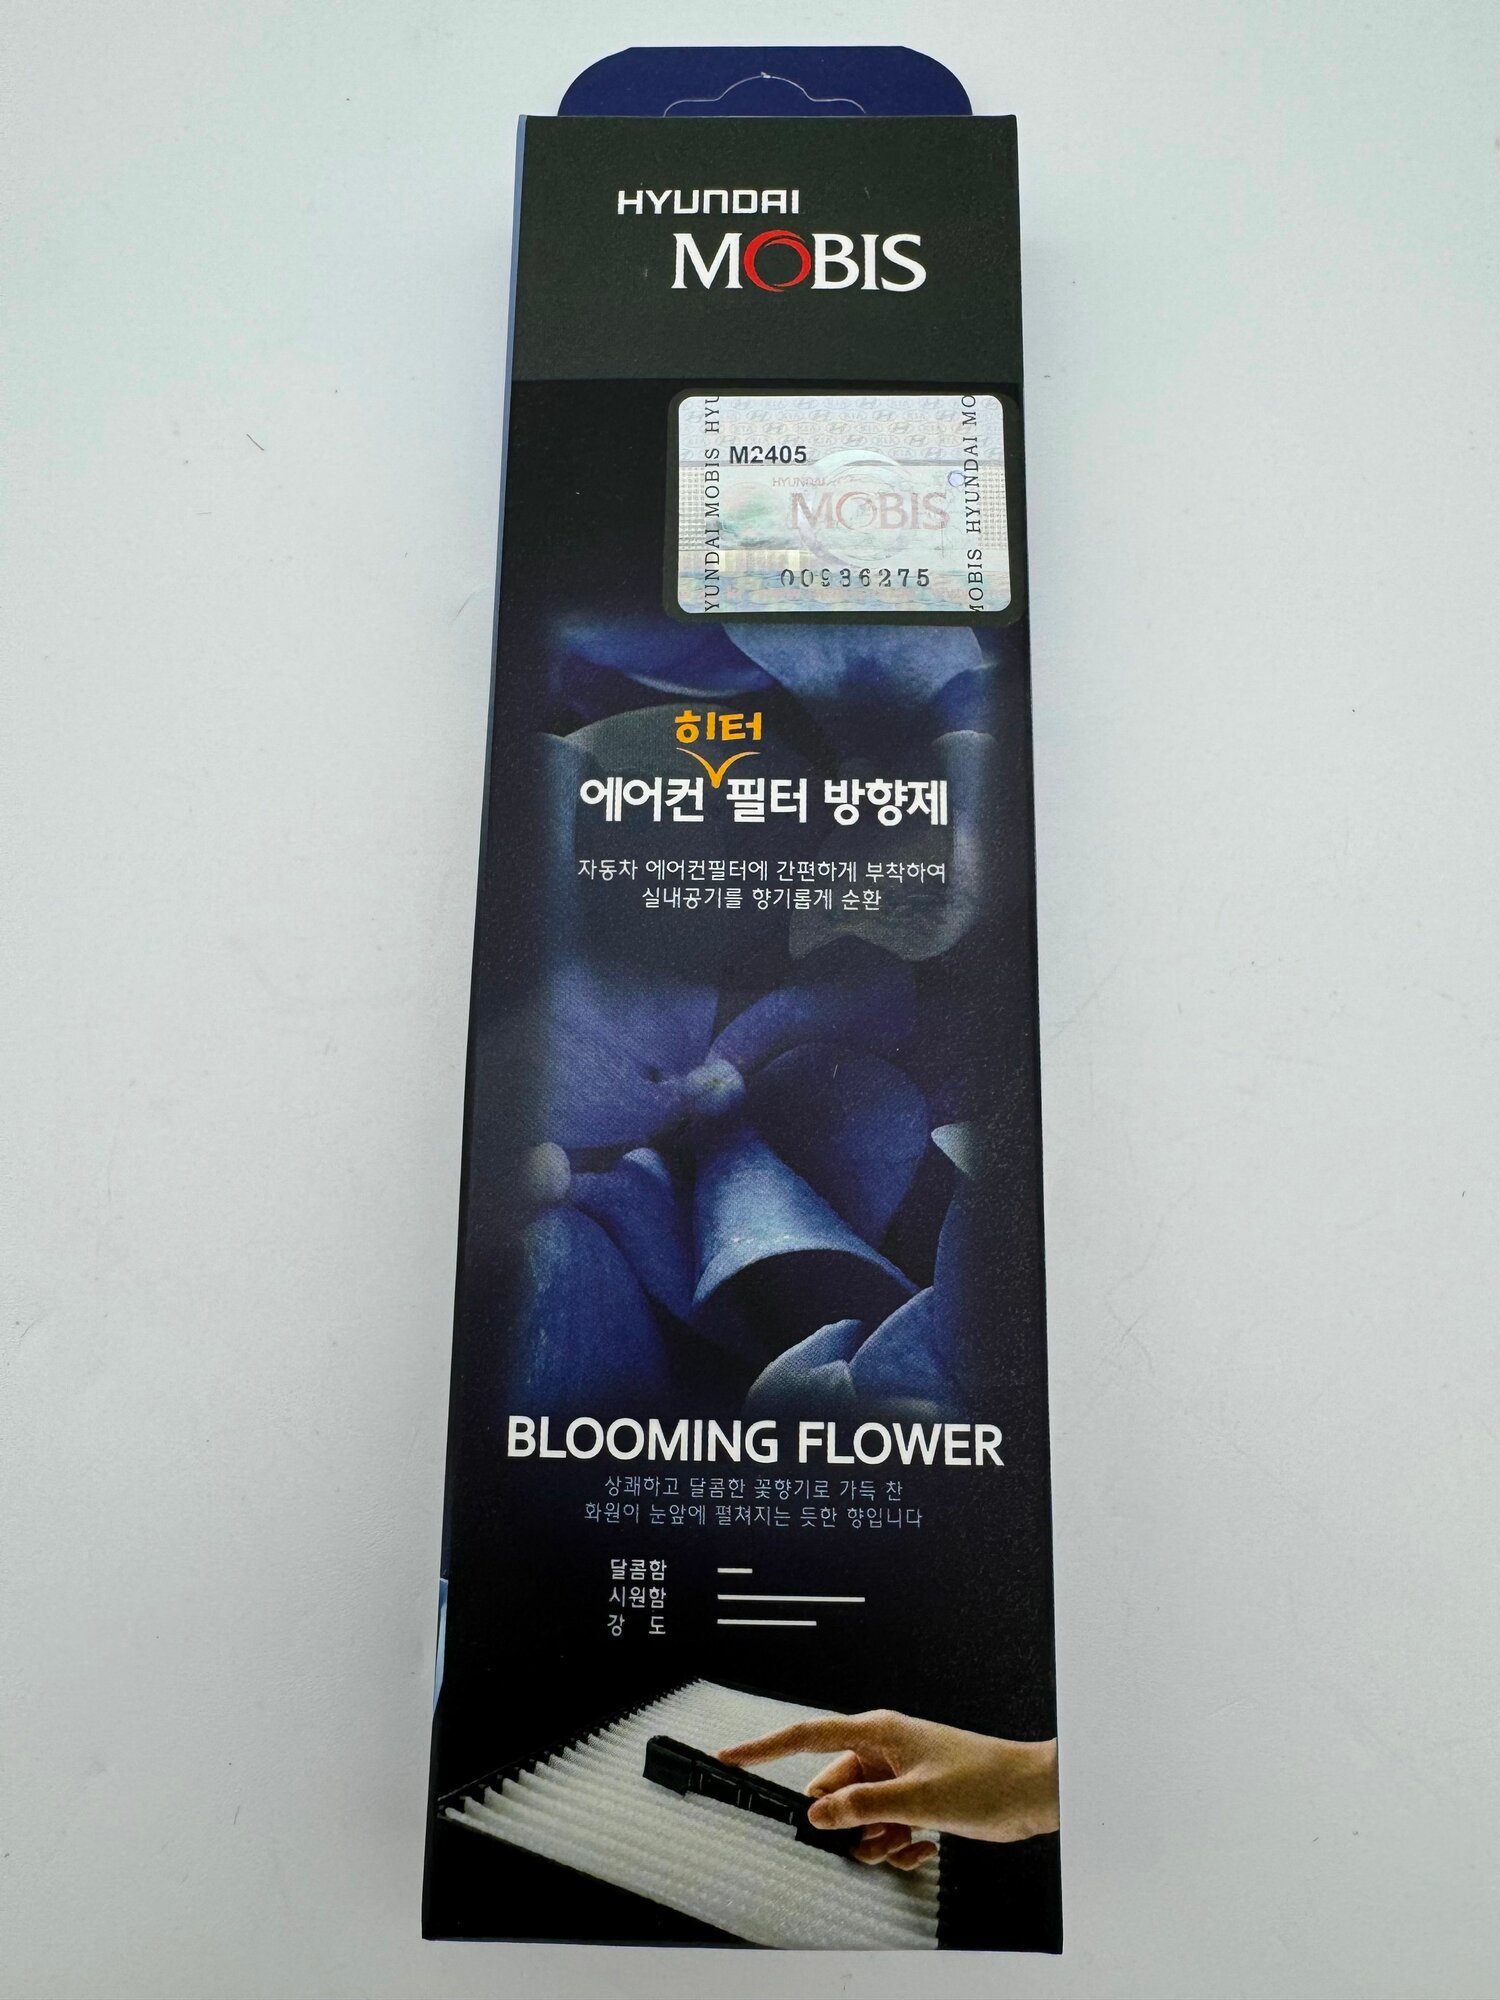 HYUNDAI
MOBIS
M2405
HYUNDAI
MOBIS
00936275
YUNDAI MOBIS HYU
MOBIS HYUNDAI MO
히터
에어컨 필터 방향제
자동차 에어컨필터에 간편하게 부착하여
실내공기를 향기롭게 순환
BLOOMING FLOWER
상쾌하고 달콤한 꽃향기로 가득 찬
화원이 눈앞에 펼쳐지는 듯한 향입니다
달콤함
시원함
강 도